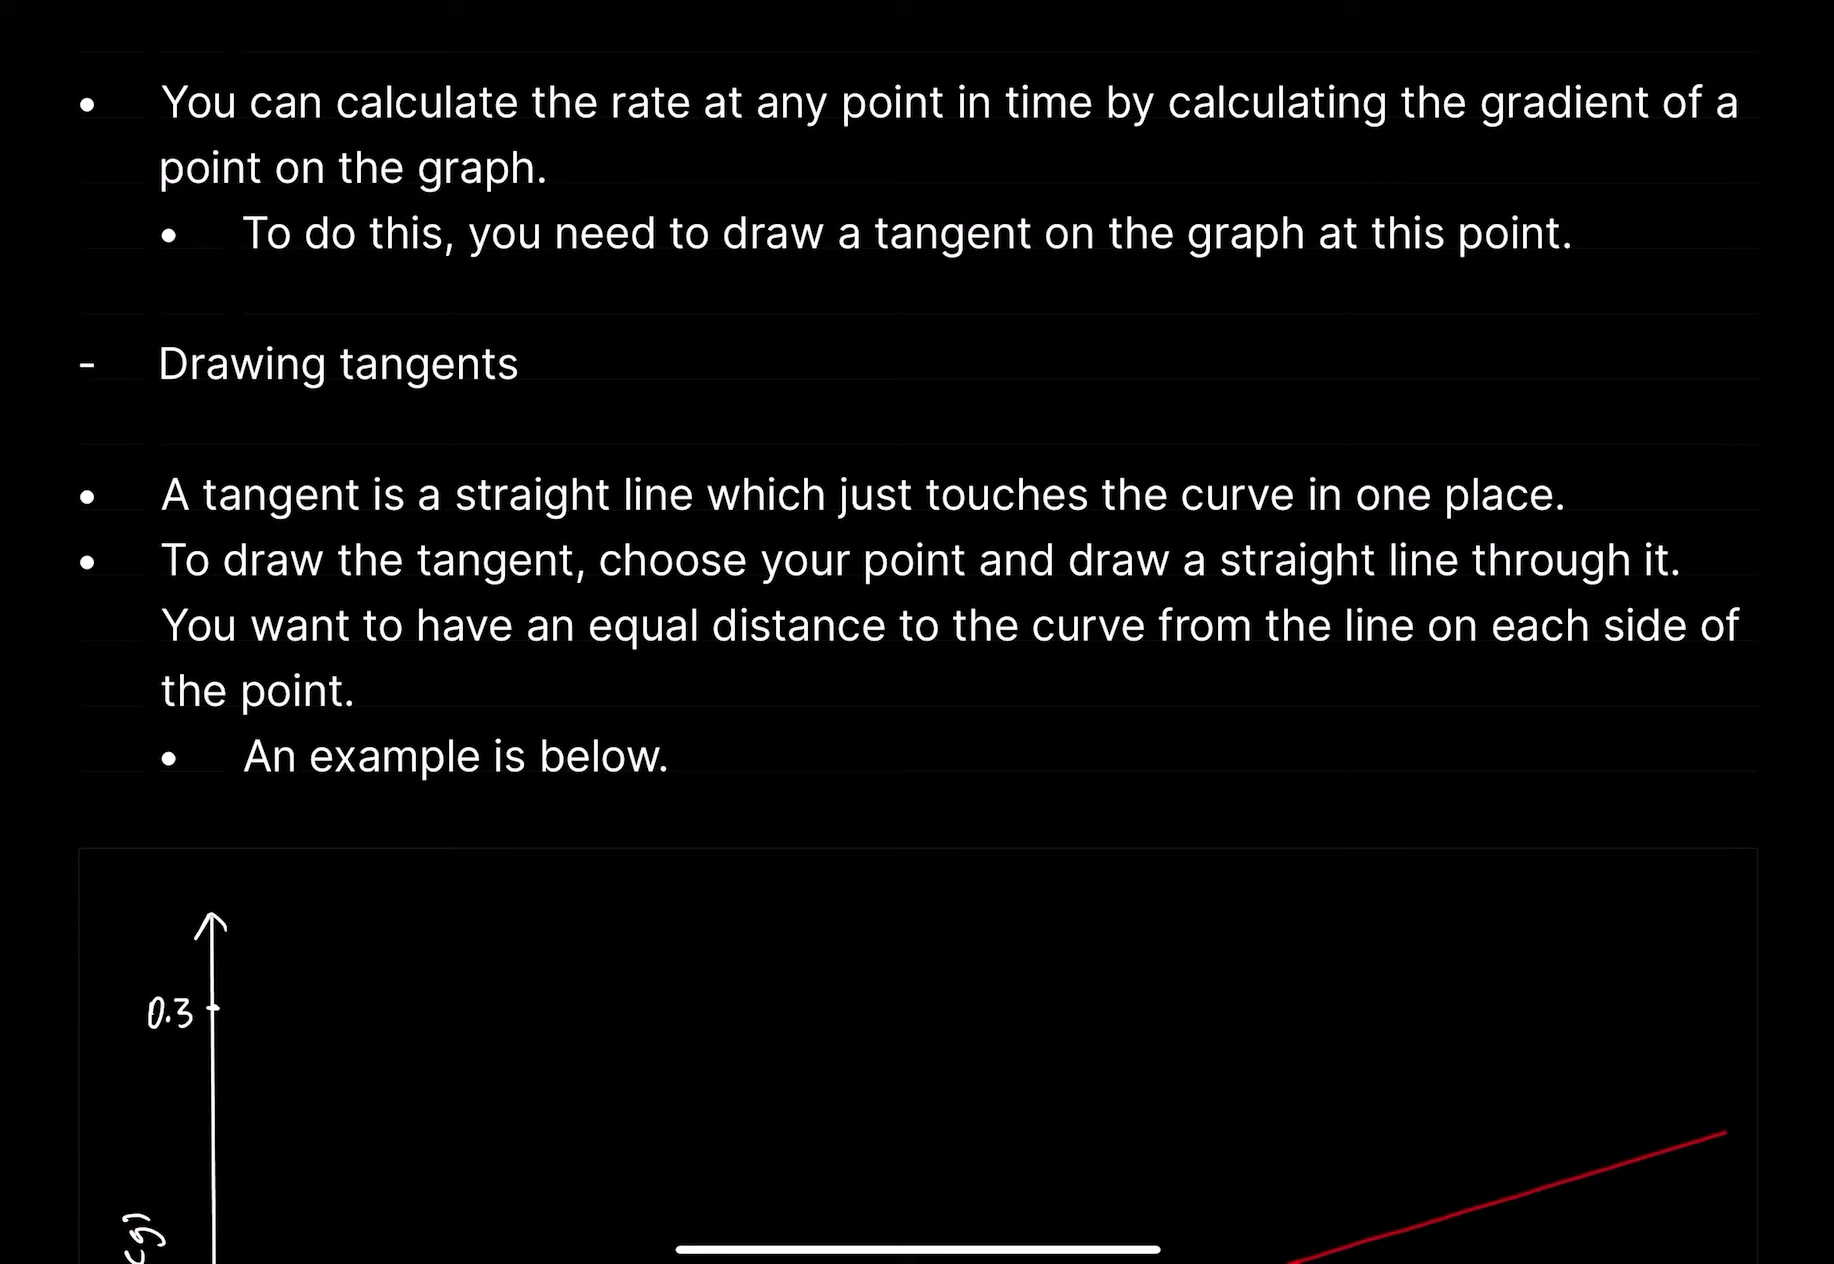 • You can calculate the rate at any point in time by calculating the gradient of a
point on the graph.
• To do this, you need to draw a tangent on the graph at this point.
- Drawing tangents
• A tangent is a straight line which just touches the curve in one place.
• To draw the tangent, choose your point and draw a straight line through it.
You want to have an equal distance to the curve from the line on each side of
the point.
• An example is below.
0.3
(g)